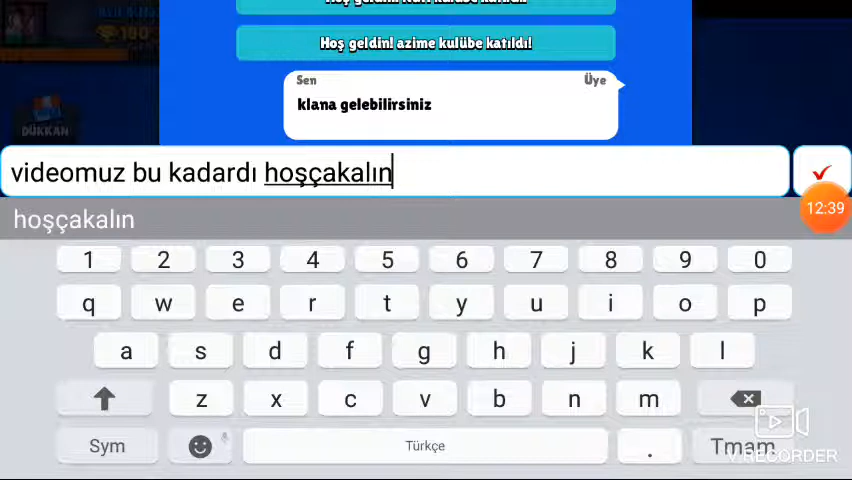 180
Hoş geldin! azime kulübe katıldı!
Sen
Üye
klana gelebilirsiniz
DÜKKAN
videomuz bu kadardı hoşçakalın
12:39
hoşçakalın
1 2 3 4 5 6 7 8 9 0
q w e r t y u i o p
a s d f g h j k l
z x c v b n m
Sym
Türkçe
.
Tmam
V RECORDER